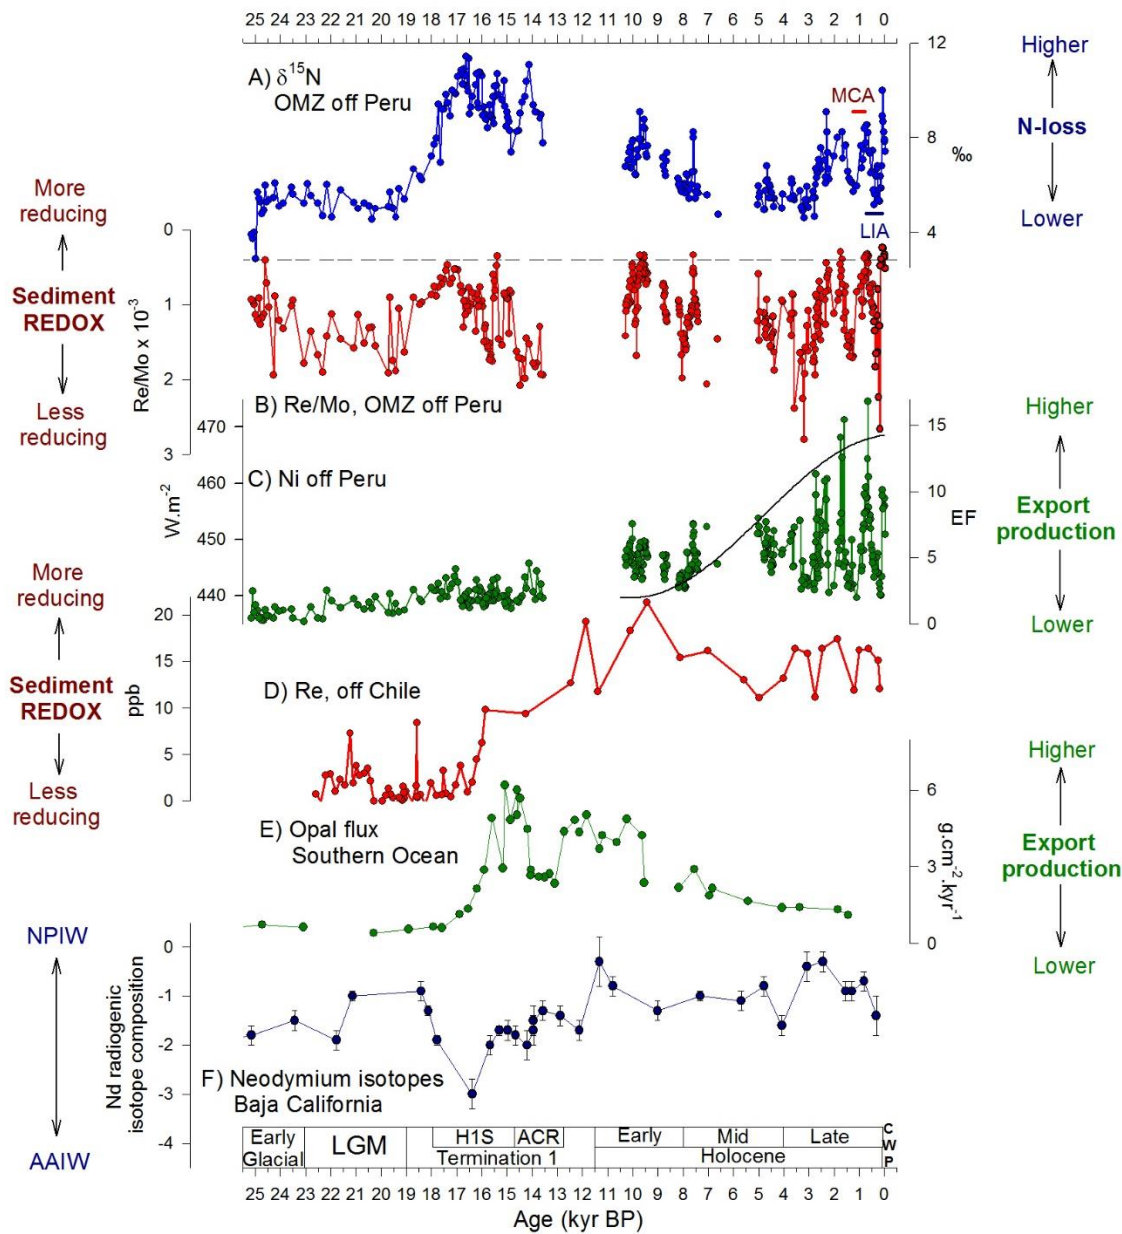 25 24 23 22 21 20 19 18 17 16 15 14 13 12 11 10 9 8 7 6 5 4 3 2 1 0
12
A) δ¹⁵N
OMZ off Peru
MCA
8
‰
LIA
4
Higher
N-loss
Lower
More
reducing
Sediment
REDOX
Less
reducing
0
1
2
3
Re/Mo x 10⁻³
B) Re/Mo, OMZ off Peru
470
460
450
440
W.m⁻²
C) Ni off Peru
15
10
5
0
EF
Higher
Export
production
Lower
More
reducing
Sediment
REDOX
Less
reducing
20
15
10
5
0
ppb
D) Re, off Chile
E) Opal flux
Southern Ocean
6
3
0
g.cm⁻².kyr⁻¹
Higher
Export
production
Lower
NPIW
AAIW
0
-1
-2
-3
-4
Nd radiogenic
isotope composition
F) Neodymium isotopes
Baja California
Early
Glacial
LGM
H1S
ACR
Termination 1
Early
Mid
Late
Holocene
C
W
P
25 24 23 22 21 20 19 18 17 16 15 14 13 12 11 10 9 8 7 6 5 4 3 2 1 0
Age (kyr BP)